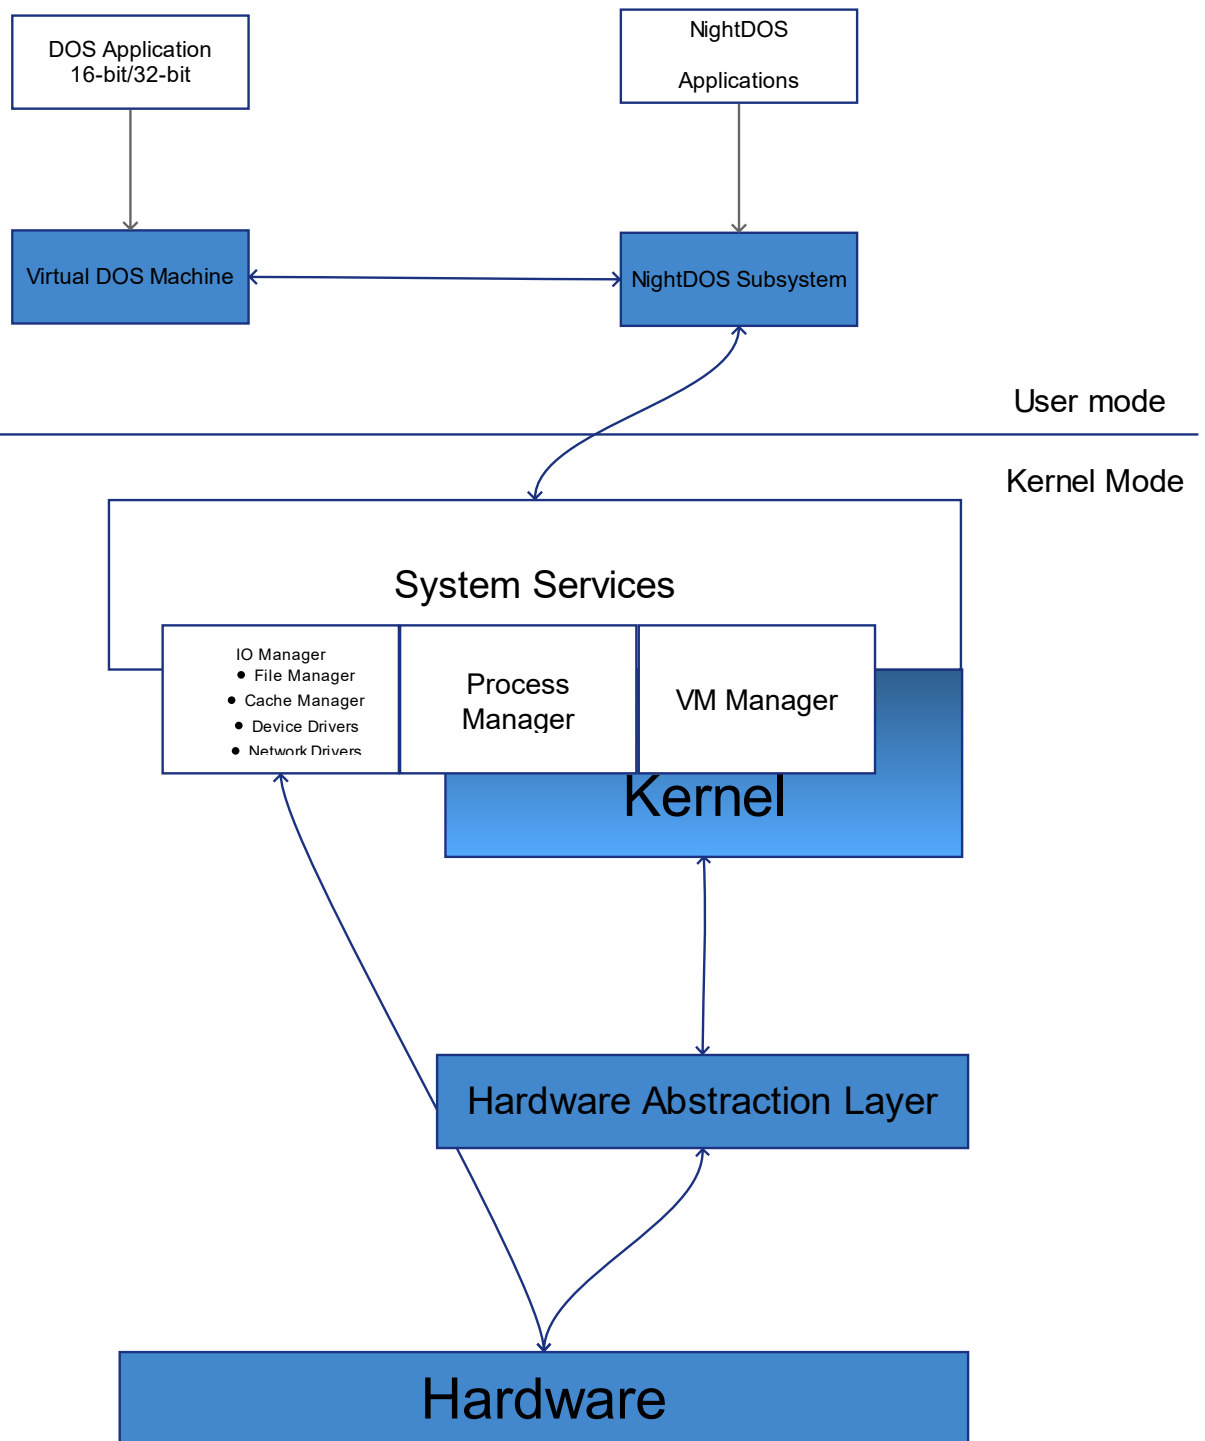 DOS Application
16-bit/32-bit
NightDOS
Applications
Virtual DOS Machine
NightDOS Subsystem
User mode
Kernel Mode
System Services
IO Manager
• File Manager
• Cache Manager
• Device Drivers
• Network Drivers
Process
Manager
VM Manager
Kernel
Hardware Abstraction Layer
Hardware